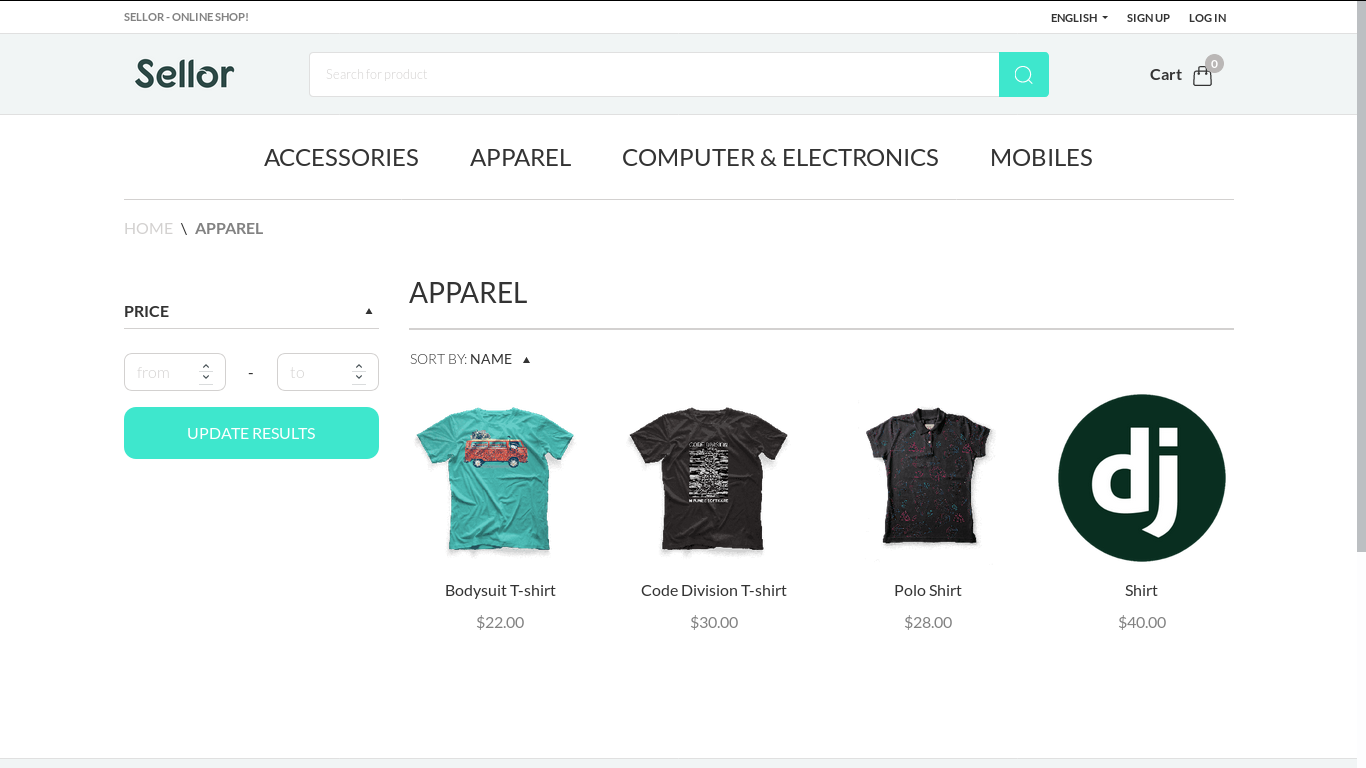 SELLOR - ONLINE SHOP!
ENGLISH
SIGN UP
LOG IN
Sellor
Search for product
Cart
0
ACCESSORIES
APPAREL
COMPUTER & ELECTRONICS
MOBILES
HOME \ APPAREL
PRICE
from
-
to
UPDATE RESULTS
APPAREL
SORT BY: NAME
CODE DIVISION
dj
Bodysuit T-shirt
Code Division T-shirt
Polo Shirt
Shirt
$22.00
$30.00
$28.00
$40.00